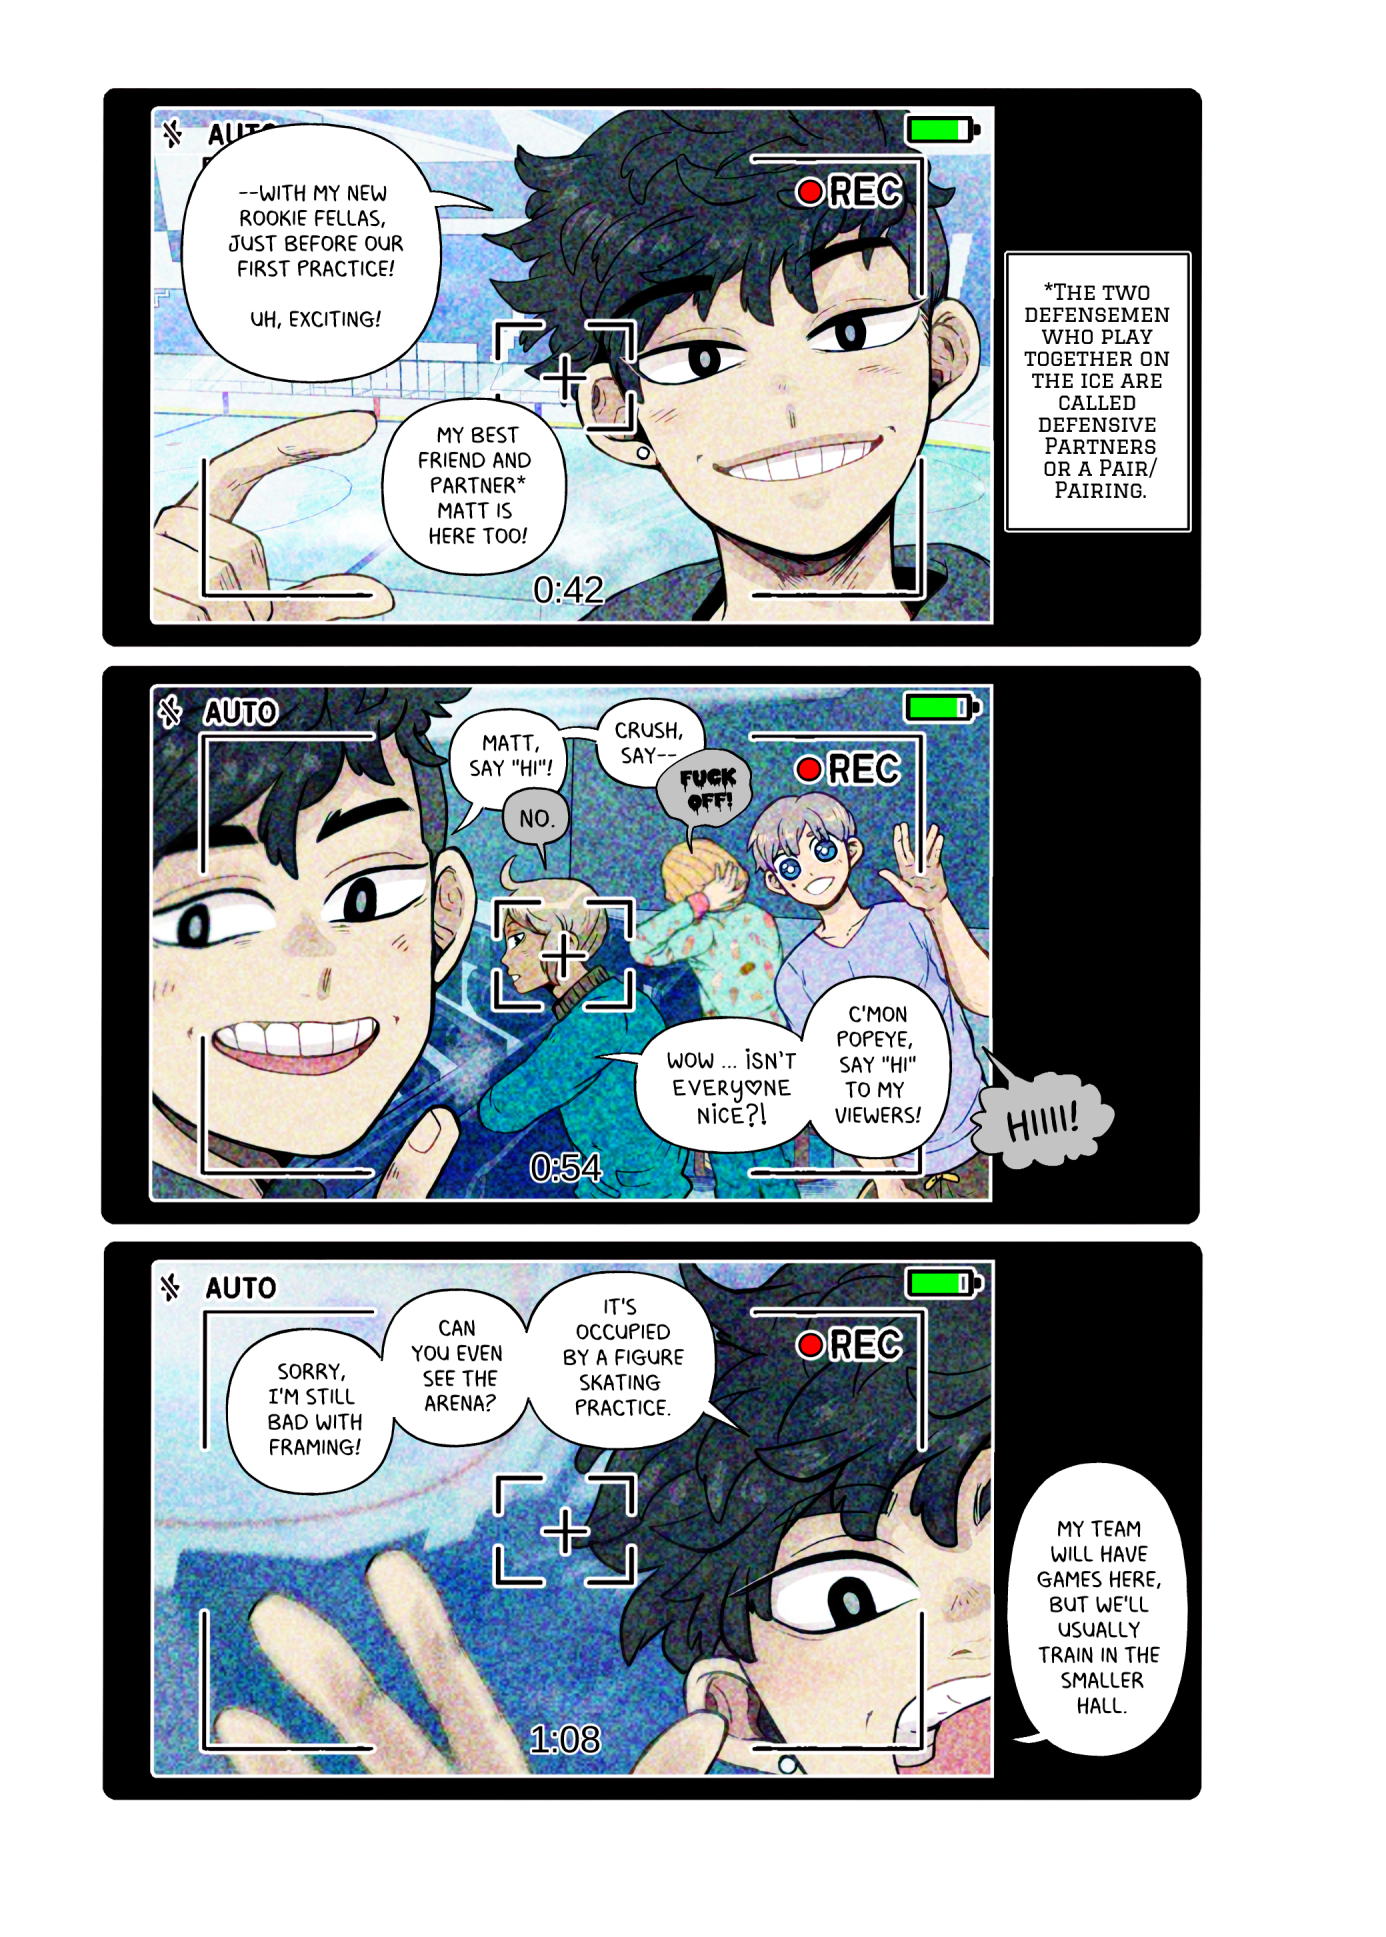 AUTO
REC
--WITH MY NEW
ROOKIE FELLAS,
JUST BEFORE OUR
FIRST PRACTICE!
UH, EXCITING!
MY BEST
FRIEND AND
PARTNER*
MATT IS
HERE TOO!
0:42
*THE TWO
DEFENSEMEN
WHO PLAY
TOGETHER ON
THE ICE ARE
CALLED
DEFENSIVE
PARTNERS
OR A PAIR/
PAIRING.
AUTO
REC
MATT,
SAY "HI"!
CRUSH,
SAY--
NO.
FUCK
OFF!
WOW ... ISN'T
EVERY♡NE
NICE?!
C'MON
POPEYE,
SAY "HI"
TO MY
VIEWERS!
HIIII!
0:54
AUTO
REC
SORRY,
I'M STILL
BAD WITH
FRAMING!
CAN
YOU EVEN
SEE THE
ARENA?
IT'S
OCCUPIED
BY A FIGURE
SKATING
PRACTICE.
1:08
MY TEAM
WILL HAVE
GAMES HERE,
BUT WE'LL
USUALLY
TRAIN IN THE
SMALLER
HALL.